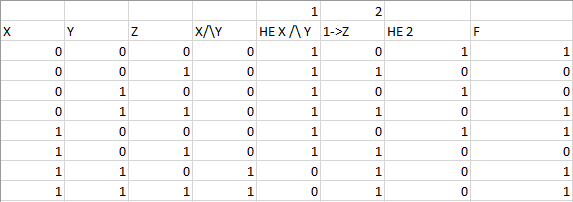 1 2
X Y Z X/\Y HE X /\ Y 1->Z HE 2 F
0 0 0 0 1 0 1 1
0 0 1 0 1 1 0 0
0 1 0 0 1 0 1 0
0 1 1 0 1 1 0 1
1 0 0 0 1 0 1 1
1 0 1 0 1 1 0 0
1 1 0 1 0 1 0 1
1 1 1 1 0 1 0 1